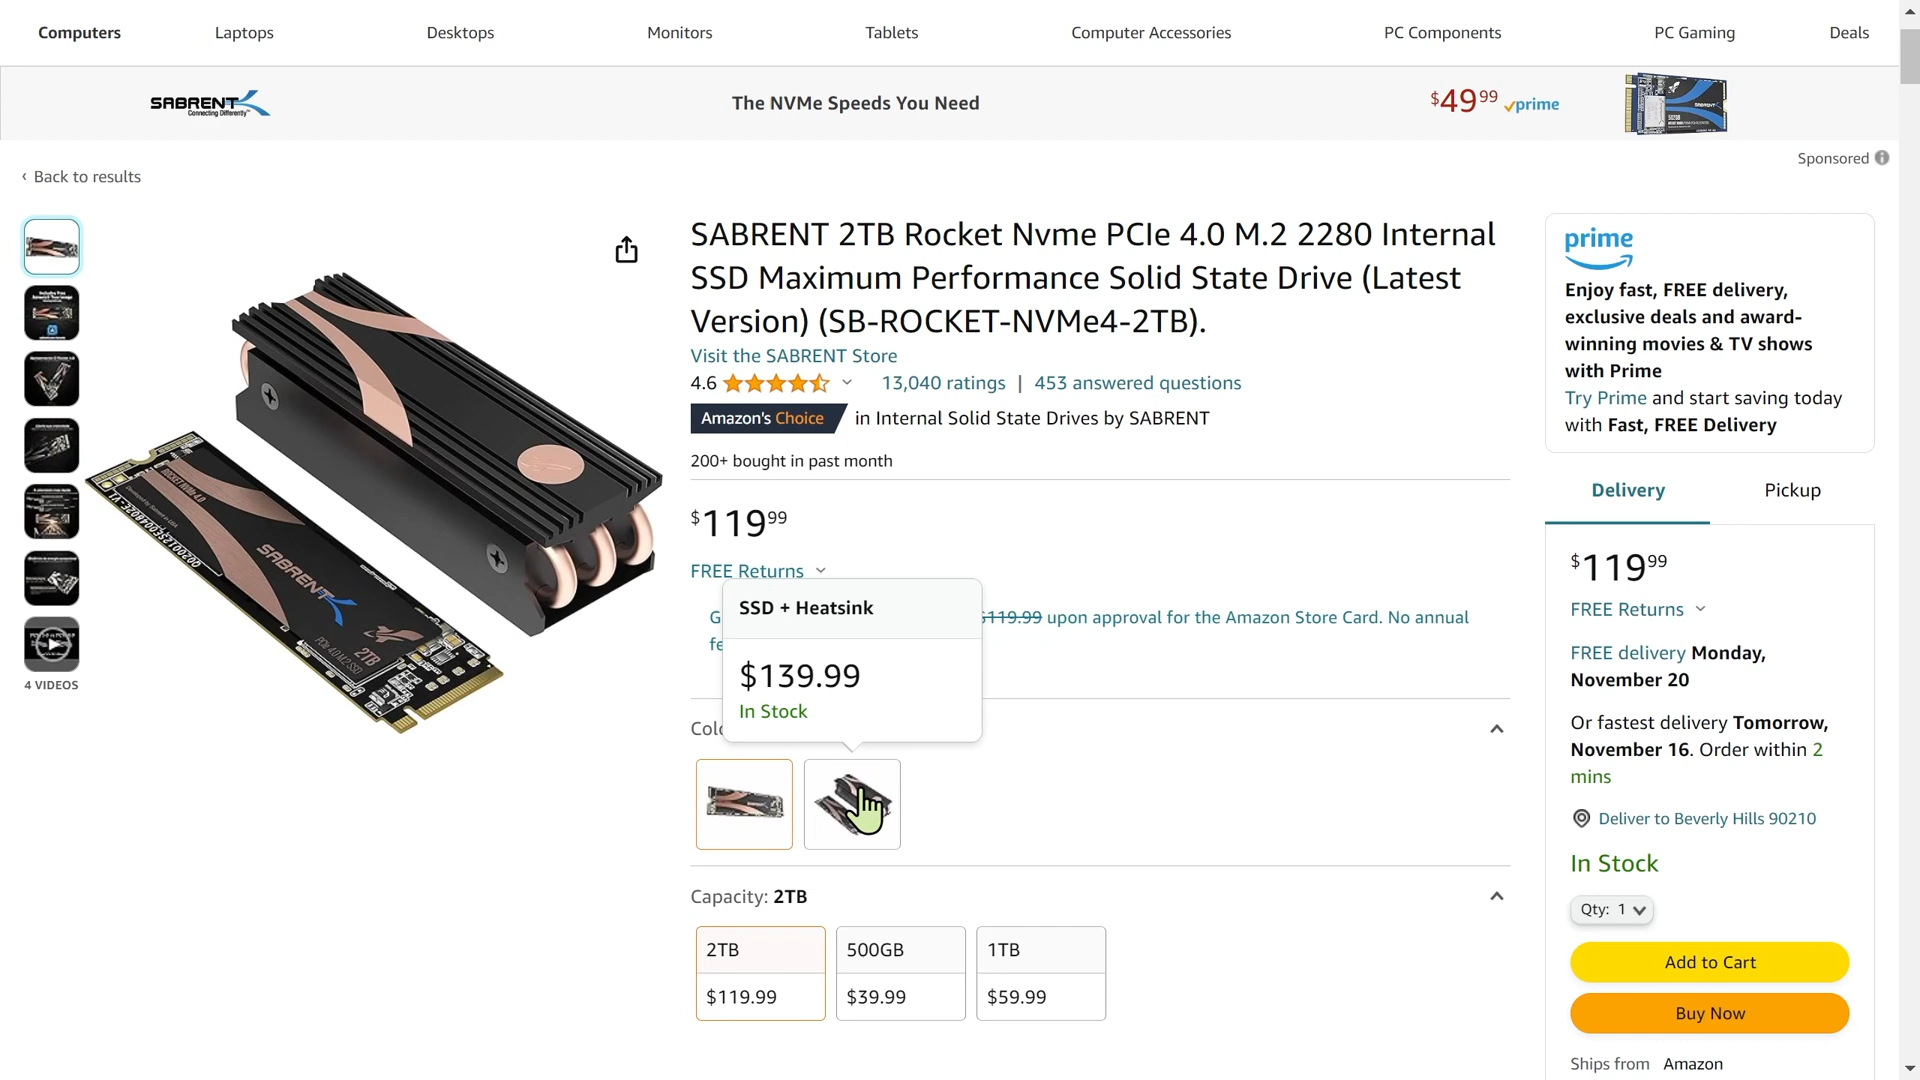 Computers
Laptops
Desktops
Monitors
Tablets
Computer Accessories
PC Components
PC Gaming
Deals
SABRENT
Connecting Differently™
The NVMe Speeds You Need
$49 99 prime
Sponsored
‹ Back to results
4 VIDEOS
SABRENT
2TB
SABRENT 2TB Rocket Nvme PCIe 4.0 M.2 2280 Internal
SSD Maximum Performance Solid State Drive (Latest
Version) (SB-ROCKET-NVMe4-2TB).
Visit the SABRENT Store
4.6
13,040 ratings | 453 answered questions
Amazon's Choice in Internal Solid State Drives by SABRENT
200+ bought in past month
$119 99
FREE Returns
$119.99 upon approval for the Amazon Store Card. No annual
SSD + Heatsink
$139.99
In Stock
Capacity: 2TB
2TB
$119.99
500GB
$39.99
1TB
$59.99
prime
Enjoy fast, FREE delivery,
exclusive deals and award-
winning movies & TV shows
with Prime
Try Prime and start saving today
with Fast, FREE Delivery
Delivery
Pickup
$119 99
FREE Returns
FREE delivery Monday,
November 20
Or fastest delivery Tomorrow,
November 16. Order within 2
mins
Deliver to Beverly Hills 90210
In Stock
Qty: 1
Add to Cart
Buy Now
Ships from Amazon